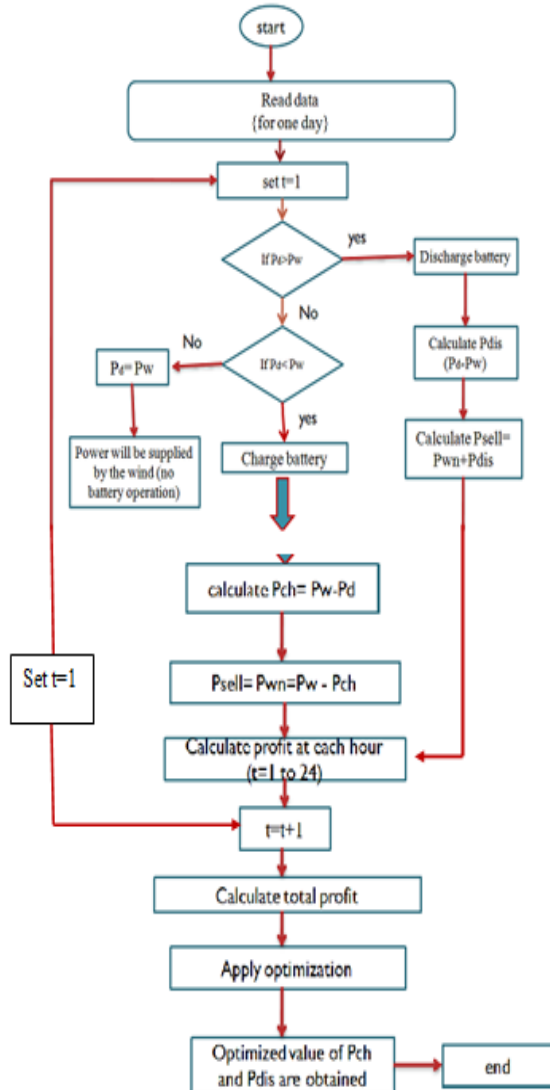 start
Read data
{for one day}
set t=1
If Pd>Pw
yes
Discharge battery
No
Calculate Pdis
(Pd-Pw)
If Pd<Pw
No
Pd= Pw
yes
Calculate Psell=
Pwn+Pdis
Power will be supplied
by the wind (no
battery operation)
Charge battery
calculate Pch= Pw-Pd
Set t=1
Psell= Pwn=Pw - Pch
Calculate profit at each hour
(t=1 to 24)
t=t+1
Calculate total profit
Apply optimization
Optimized value of Pch
and Pdis are obtained
end